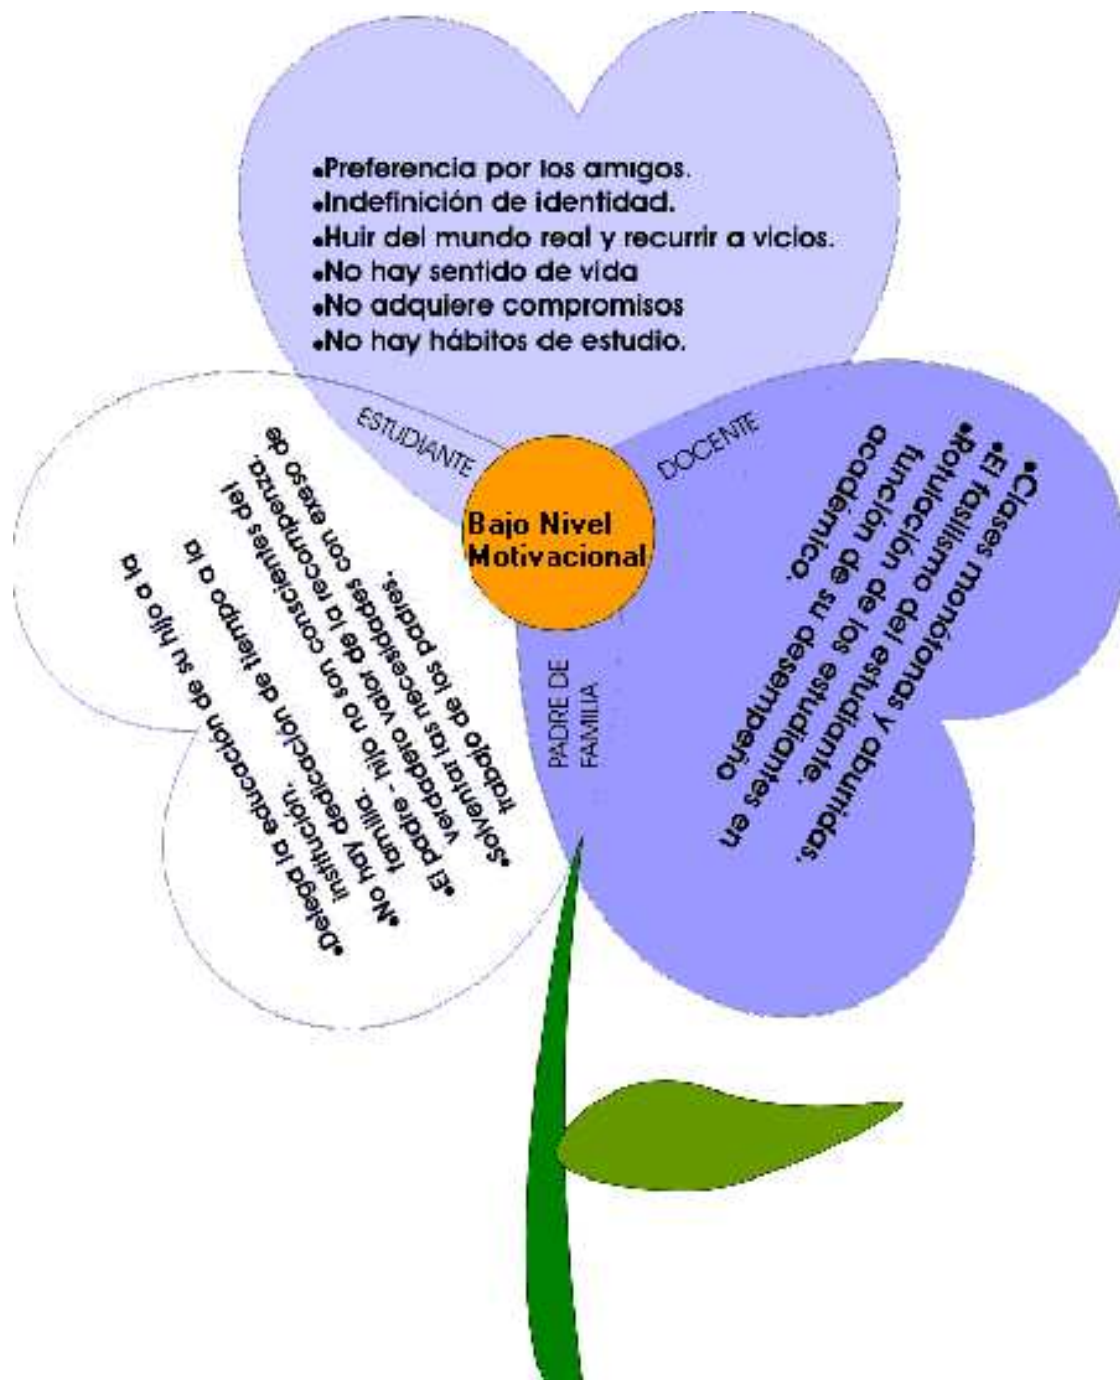 •Preferencia por los amigos.
•Indefinición de identidad.
•Huir del mundo real y recurrir a vicios.
•No hay sentido de vida
•No adquiere compromisos
•No hay hábitos de estudio.
ESTUDIANTE
DOCENTE
Bajo Nivel
Motivacional
PADRE DE
FAMILIA
•Clases monótonas y aburridas.
•El fasilismo del estudiante.
•Rotulación de los estudiantes en
función de su desempeño
académico.
•Delega la educación de su hijo a la
institución.
•No hay dedicación de tiempo a la
familia.
•El padre - hijo no son conscientes del
verdadero valor de la recompenza.
•Solventar las necesidades con exeso de
trabajo de los padres.